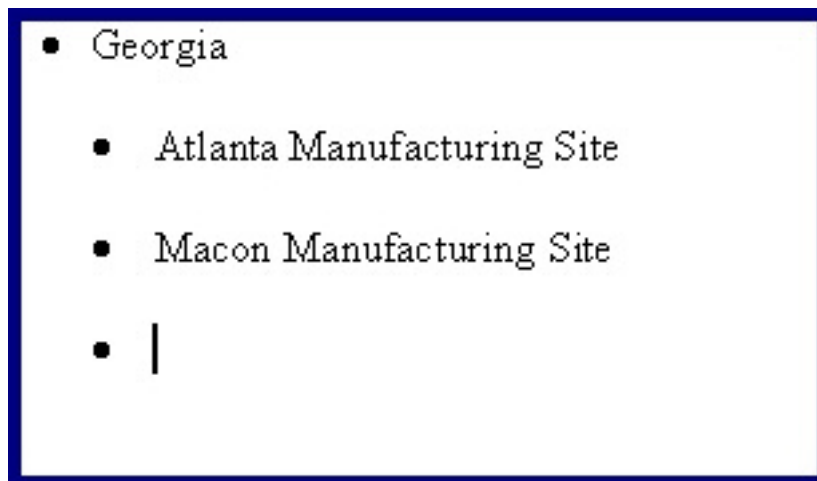 • Georgia
• Atlanta Manufacturing Site
• Macon Manufacturing Site
•